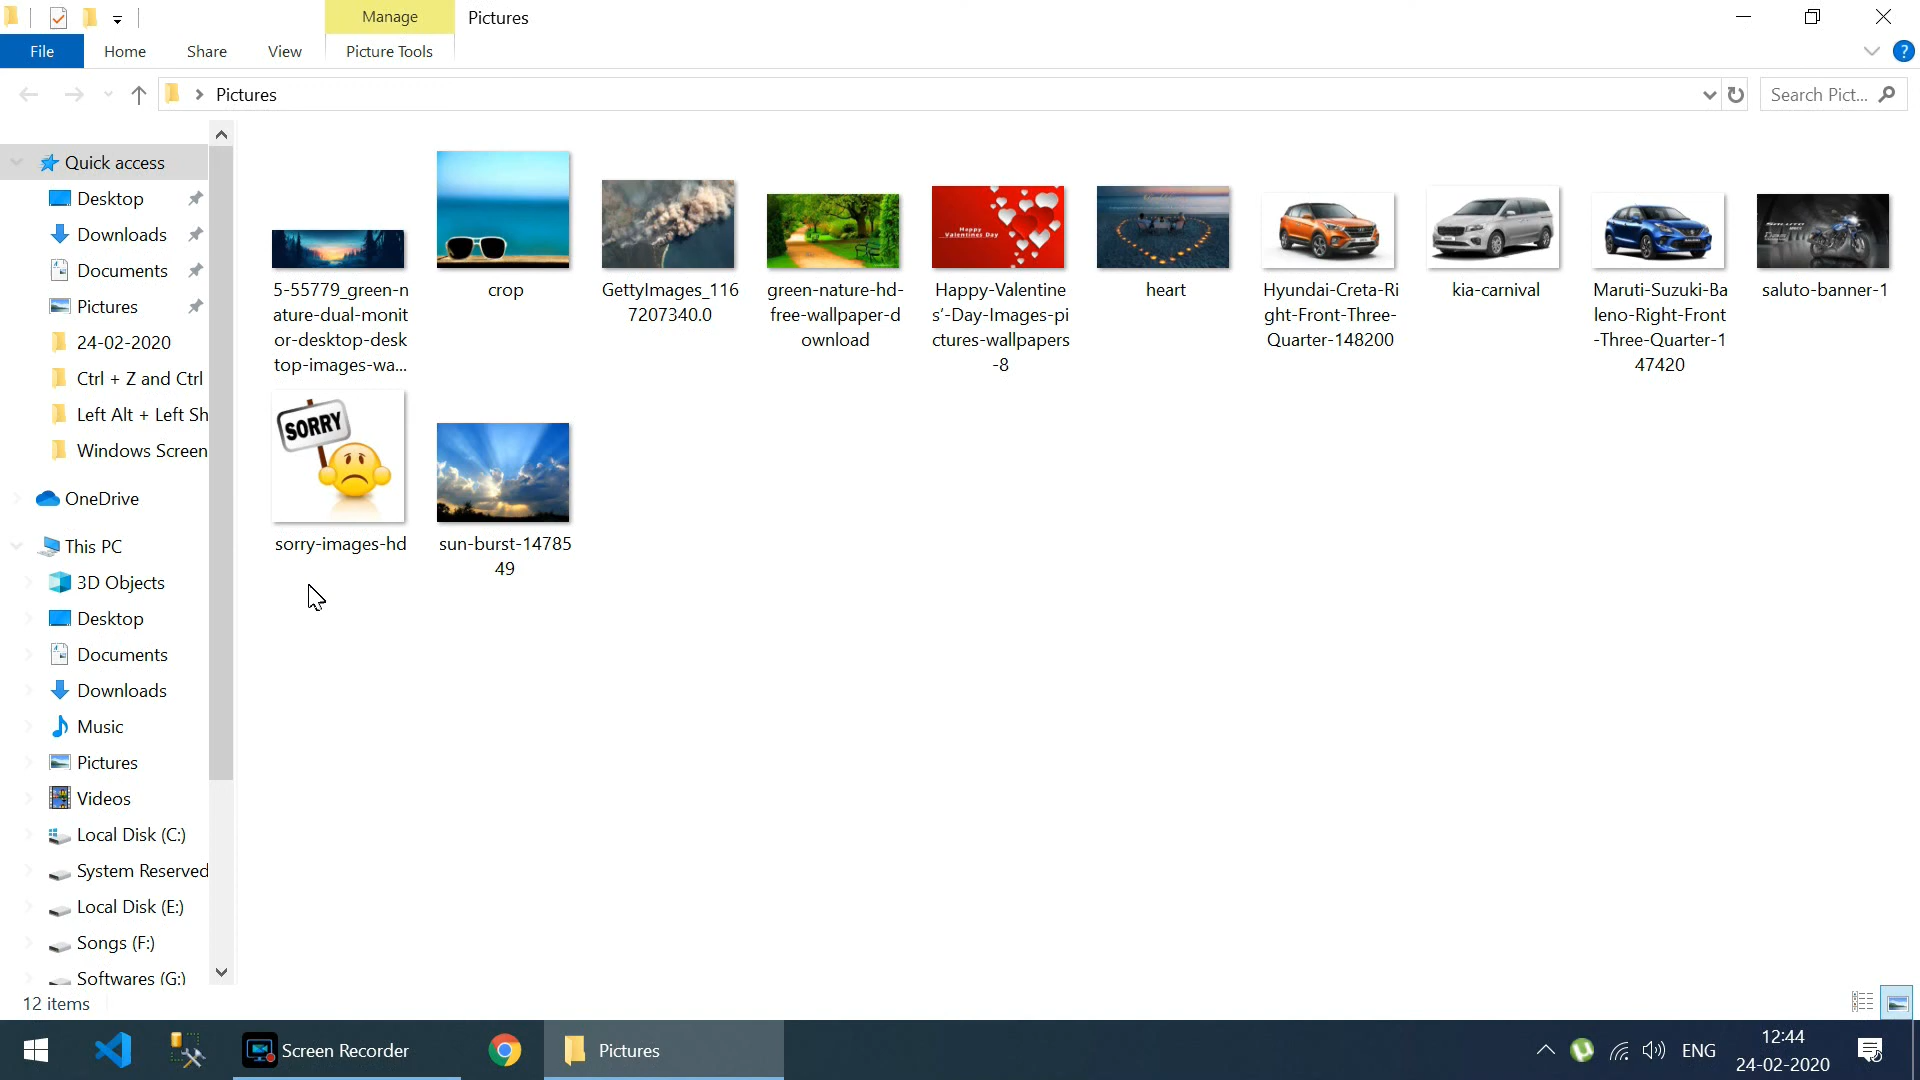 Manage
Pictures
File
Home
Share
View
Picture Tools
?
Pictures
Search Pict...
Quick access
Desktop
Downloads
Documents
Pictures
24-02-2020
Ctrl + Z and Ctrl
Left Alt + Left Sh
Windows Screen
OneDrive
This PC
3D Objects
Desktop
Documents
Downloads
Music
Pictures
Videos
Local Disk (C:)
System Reserved
Local Disk (E:)
Songs (F:)
Softwares (G:)
5-55779_green-n
ature-dual-monit
or-desktop-desk
top-images-wa...
crop
GettyImages_116
7207340.0
green-nature-hd-
free-wallpaper-d
ownload
Happy
Valentines Day
Happy-Valentine
s'-Day-Images-pi
ctures-wallpapers
-8
heart
Hyundai-Creta-Ri
ght-Front-Three-
Quarter-148200
kia-carnival
Maruti-Suzuki-Ba
leno-Right-Front
-Three-Quarter-1
47420
SALUTO
saluto-banner-1
SORRY
sorry-images-hd
sun-burst-14785
49
12 items
Screen Recorder
Pictures
ENG
12:44
24-02-2020